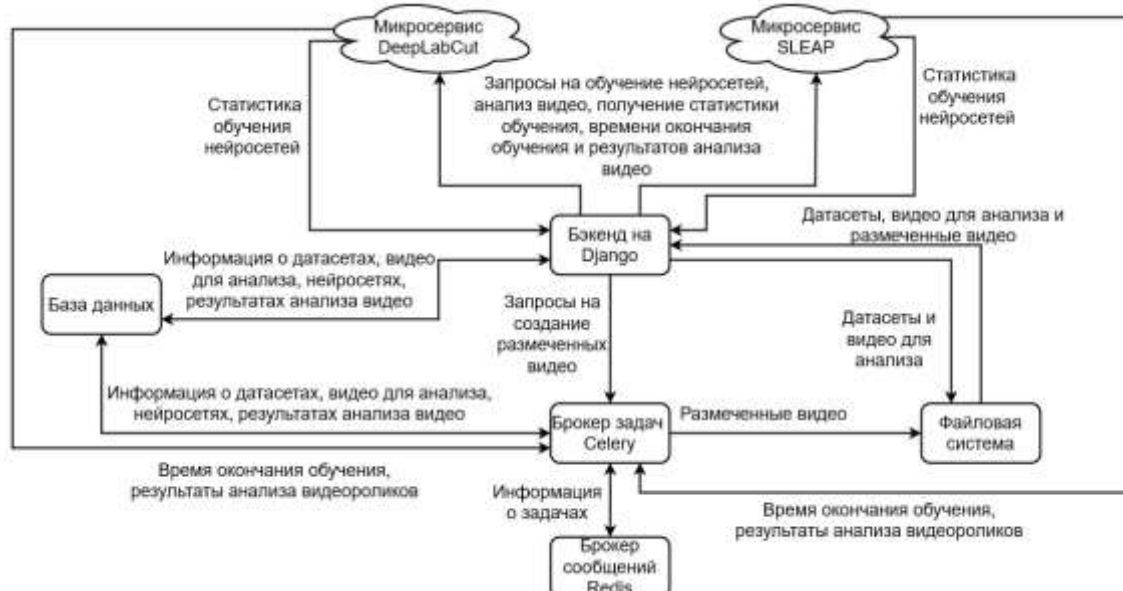 Микросервис
DeepLabCut
Микросервис
SLEAP
Статистика
обучения
нейросетей
Запросы на обучение нейросетей,
анализ видео, получение статистики
обучения, времени окончания
обучения и результатов анализа
видео
Статистика
обучения
нейросетей
Бэкенд на
Django
Датасеты, видео для анализа и
размеченные видео
Информация о датасетах, видео
для анализа, нейросетях,
результатах анализа видео
База данных
Запросы на
создание
размеченных
видео
Датасеты и
видео для
анализа
Информация о датасетах, видео для анализа,
нейросетях, результатах анализа видео
Брокер задач
Celery
Размеченные видео
Файловая
система
Время окончания обучения,
результаты анализа видеороликов
Информация
о задачах
Время окончания обучения,
результаты анализа видеороликов
Брокер
сообщений
Redis